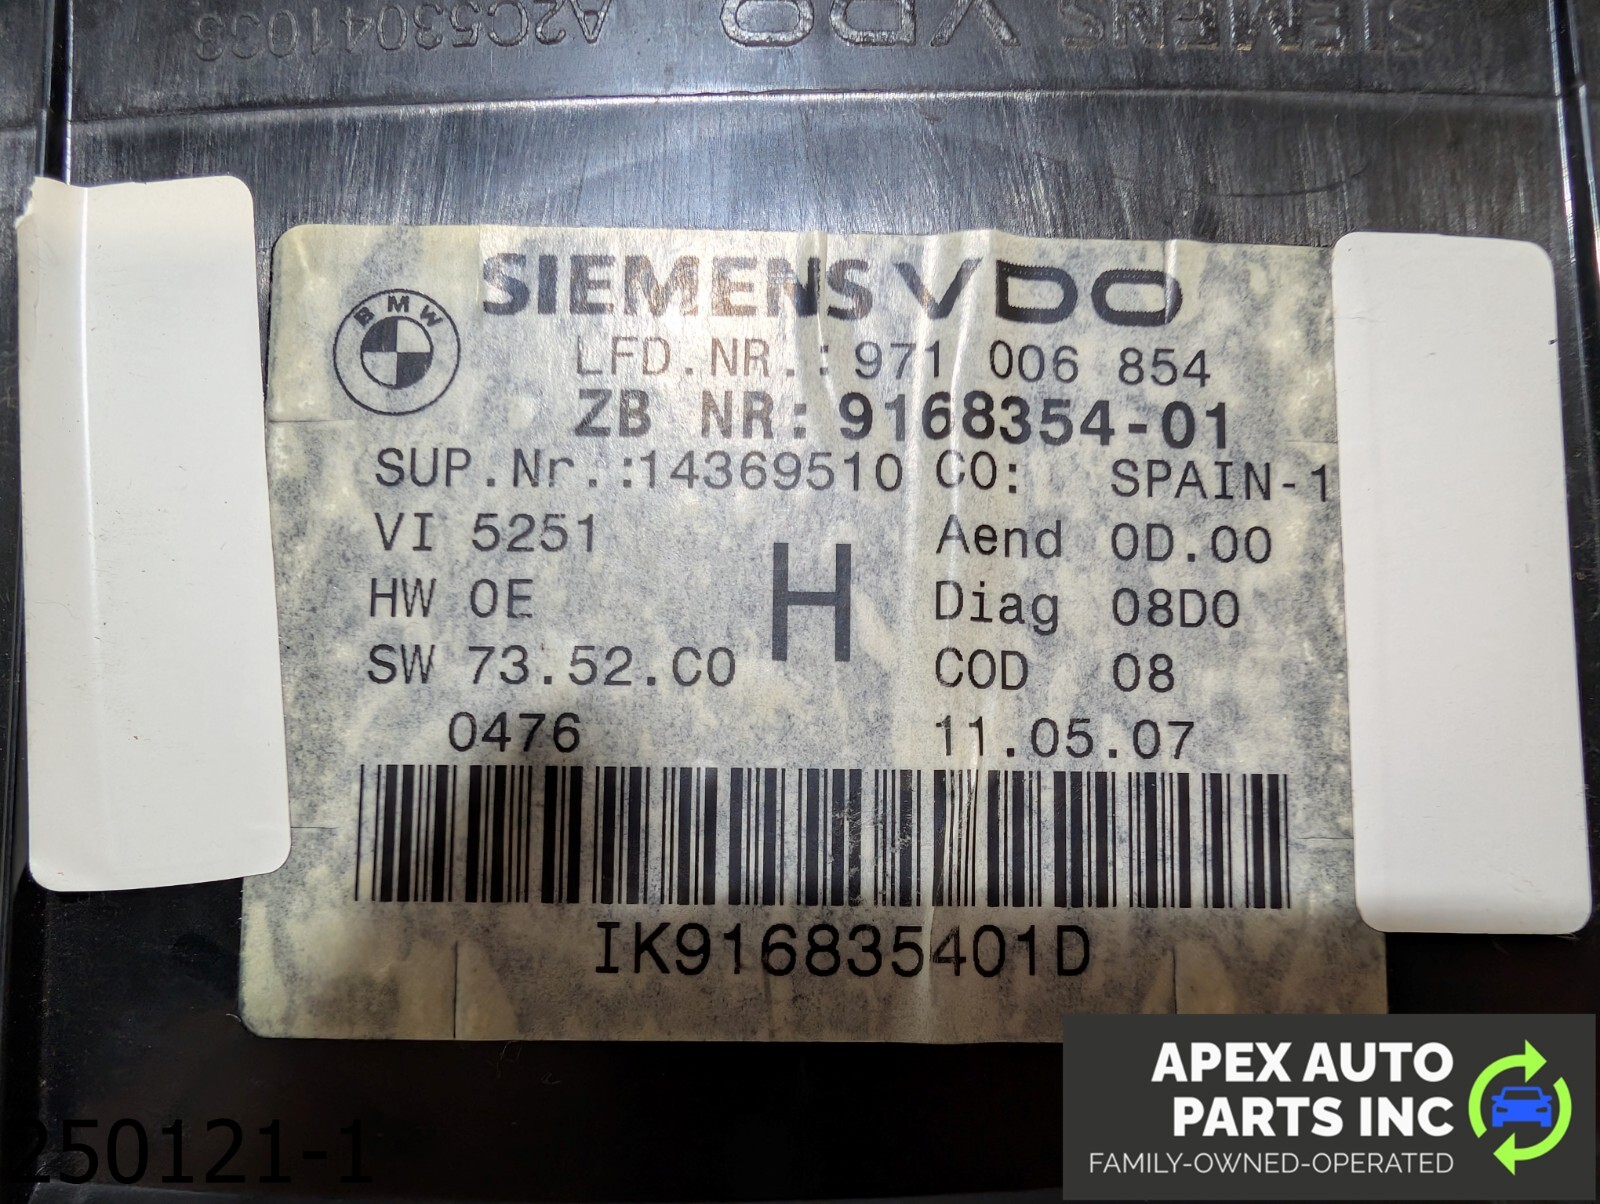 SIEMENS VDO A2C53041033
BMW
SIEMENS VDO
LFD.NR.:971 006 854
ZB NR:9168354-01
SUP.Nr.:14369510 CO: SPAIN-1
VI 5251 Aend 0D.00
HW 0E H Diag 08D0
SW 73.52.C0 COD 08
0476 11.05.07
IK916835401D
250121-1
APEX AUTO
PARTS INC
FAMILY-OWNED-OPERATED